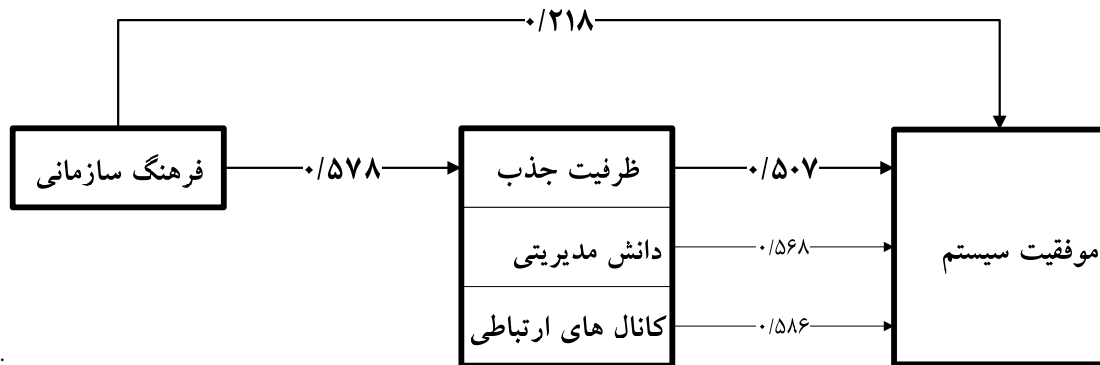 ۰/۲۱۸
فرهنگ سازمانی
۰/۵۷۸
ظرفیت جذب
۰/۵۰۷
دانش مدیریتی
۰/۵۶۸
موفقیت سیستم
کانال های ارتباطی
۰/۵۸۶
.